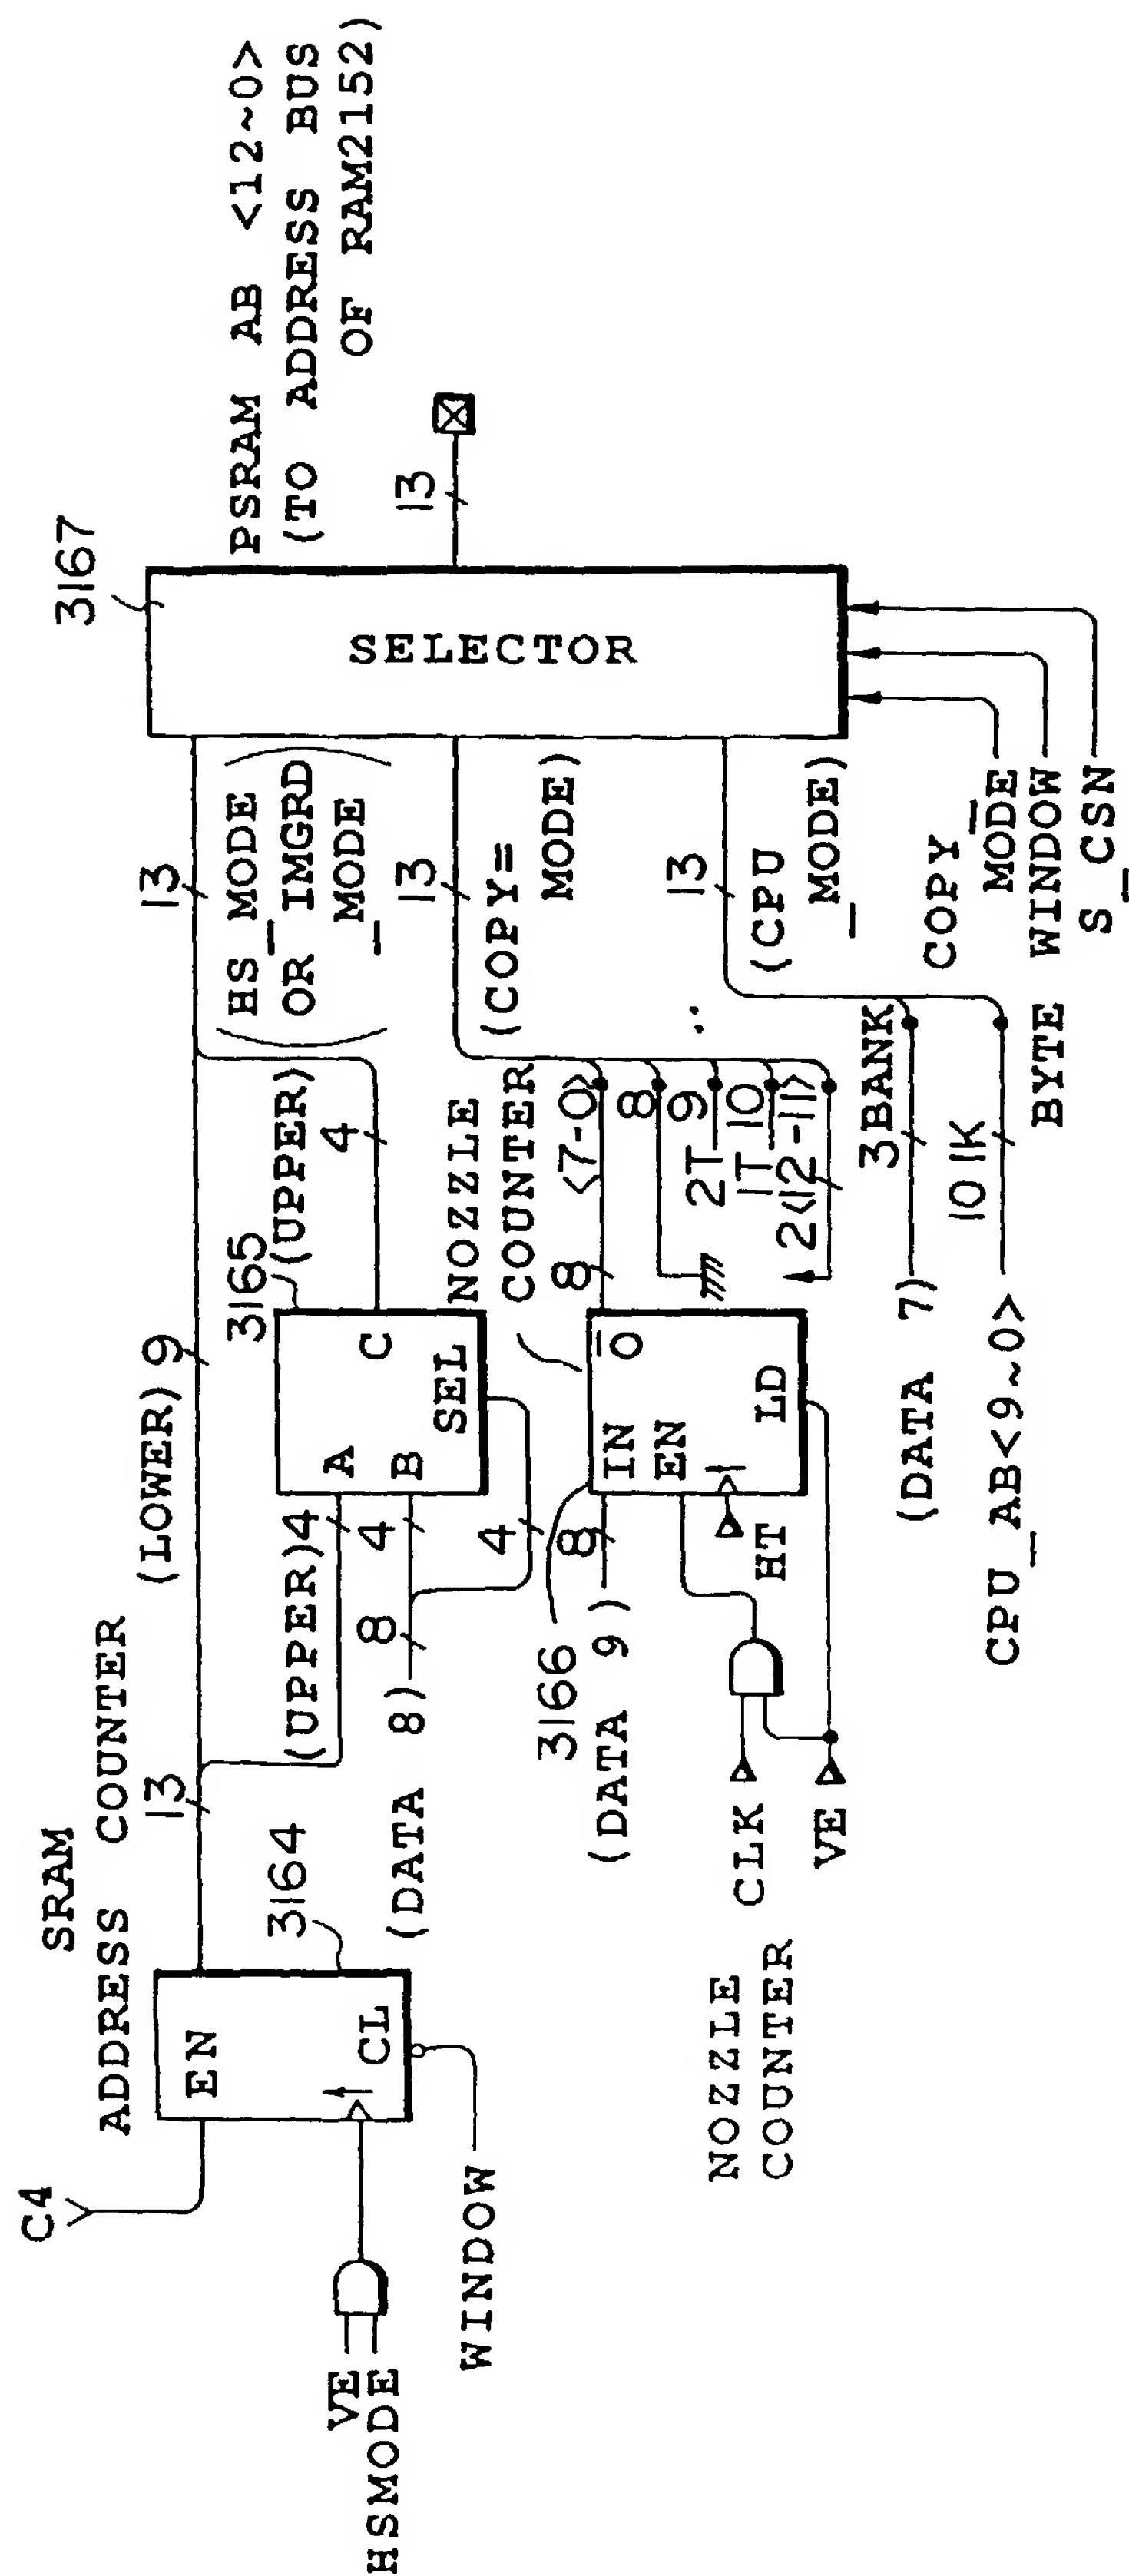 SRAM
ADDRESS COUNTER
C4
EN
CL
3164
VE
HSMODE
WINDOW
13
(LOWER) 9
(UPPER)4
4
8
(DATA 8)
4
A
B
C
SEL
3165
(UPPER)
4
13
HS_MODE
OR IMGRD
_MODE
NOZZLE
COUNTER
3166
(DATA 9)
8
IN
EN
O
LD
HT
CLK
VE
NOZZLE
COUNTER
8
<7-0>
8
9
2T
10
1T
2<12-11>
13
(COPY=
MODE)
13
(CPU
_MODE)
3BANK
(DATA 7)
10 1K
CPU_AB<9~0>
COPY_
MODE
BYTE WINDOW
S_CSN
3167
SELECTOR
13
PSRAM AB <12~0>
(TO ADDRESS BUS
OF RAM2152)